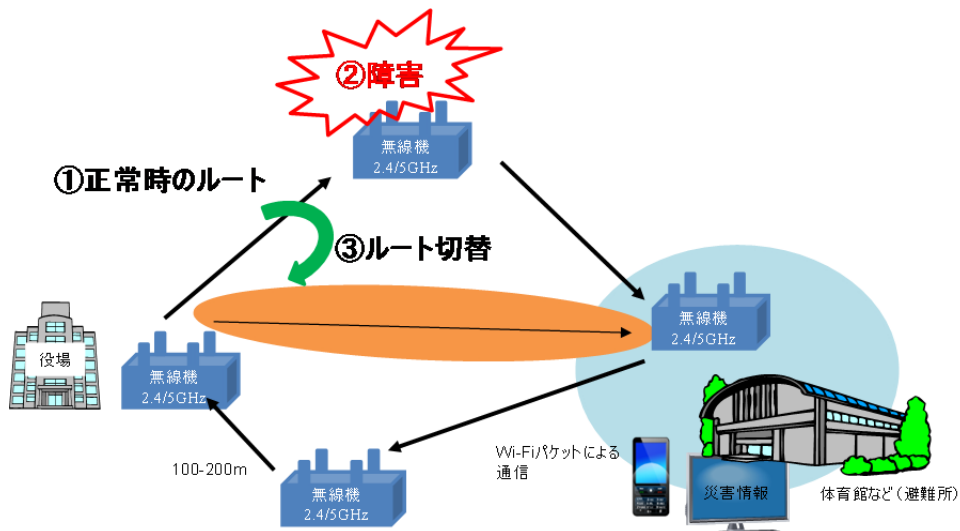 ②障害
無線機
2.4/5GHz
①正常時のルート
③ルート切替
無線機
2.4/5GHz
役場
無線機
2.4/5GHz
100-200m
無線機
2.4/5GHz
Wi-Fiパケットによる
通信
災害情報
体育館など(避難所)